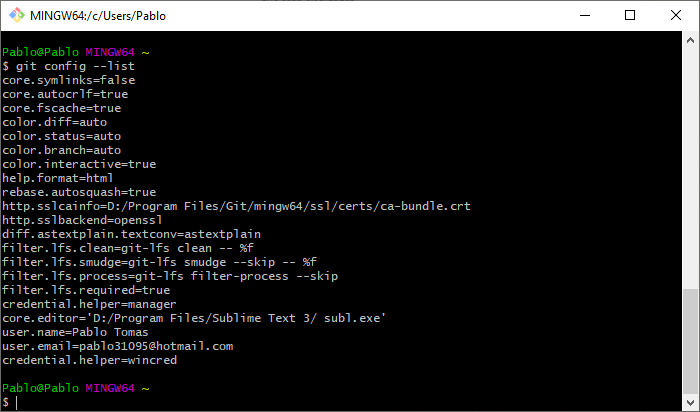 MINGW64:/c/Users/Pablo
Pablo@Pablo MINGW64 ~
$ git config --list
core.symlinks=false
core.autocrlf=true
core.fscache=true
color.diff=auto
color.status=auto
color.branch=auto
color.interactive=true
help.format=html
rebase.autosquash=true
http.sslcainfo=D:/Program Files/Git/mingw64/ssl/certs/ca-bundle.crt
http.sslbackend=openssl
diff.astextplain.textconv=astextplain
filter.lfs.clean=git-lfs clean -- %f
filter.lfs.smudge=git-lfs smudge --skip -- %f
filter.lfs.process=git-lfs filter-process --skip
filter.lfs.required=true
credential.helper=manager
core.editor='D:/Program Files/Sublime Text 3/ subl.exe'
user.name=Pablo Tomas
user.email=pablo31095@hotmail.com
credential.helper=wincred
Pablo@Pablo MINGW64 ~
$